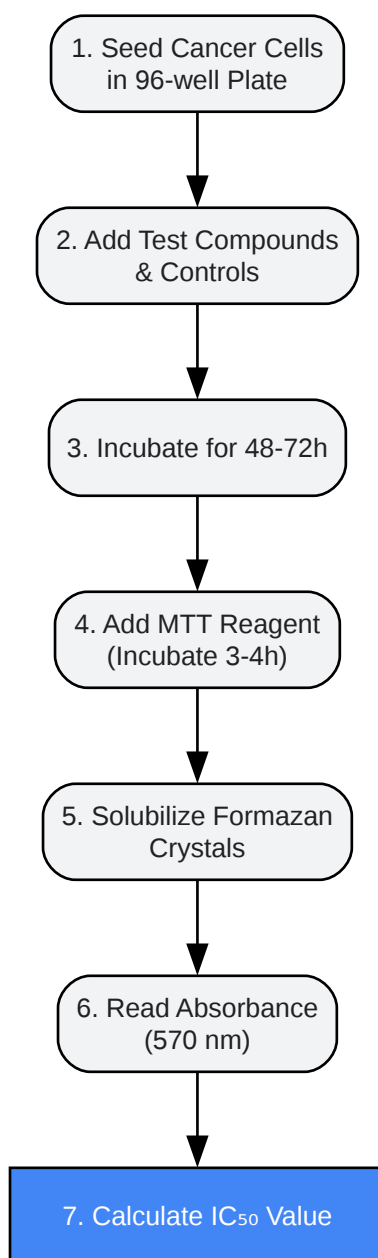 1. Seed Cancer Cells
in 96-well Plate
2. Add Test Compounds
& Controls
3. Incubate for 48-72h
4. Add MTT Reagent
(Incubate 3-4h)
5. Solubilize Formazan
Crystals
6. Read Absorbance
(570 nm)
7. Calculate IC₅₀ Value